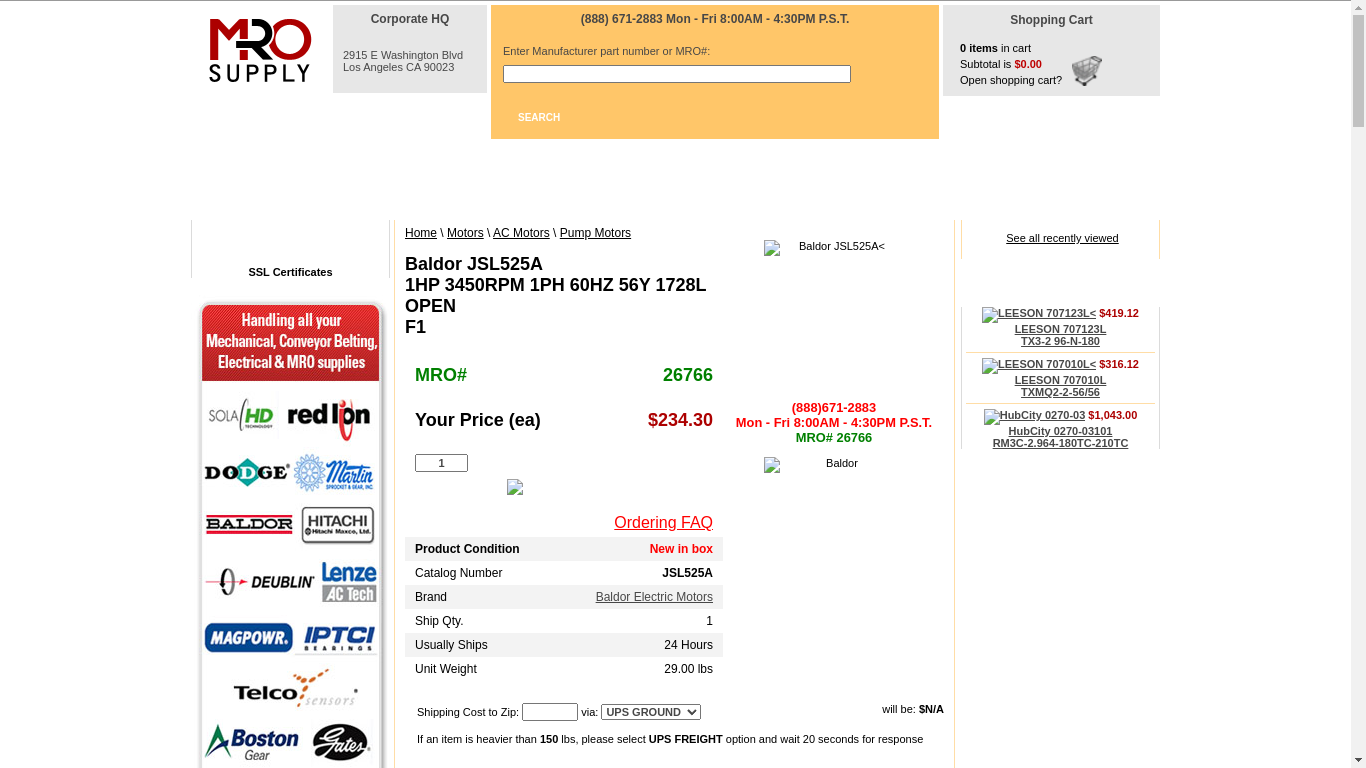 MRO
SUPPLY
Corporate HQ
2915 E Washington Blvd
Los Angeles CA 90023
(888) 671-2883 Mon - Fri 8:00AM - 4:30PM P.S.T.
Enter Manufacturer part number or MRO#:
SEARCH
Shopping Cart
0 items in cart
Subtotal is $0.00
Open shopping cart?
SSL Certificates
Handling all your
Mechanical, Conveyor Belting,
Electrical & MRO supplies
SOLA HD
TECHNOLOGY
red lion
DODGE
Martin
SPROCKET & GEAR, INC.
BALDOR
HITACHI
Hitachi Maxco, Ltd.
DEUBLIN
Lenze
AC Tech
MAGPOWR.
IPTCI
BEARINGS
Telco
sensors
Boston
Gear
Gates
Home \ Motors \ AC Motors \ Pump Motors
Baldor JSL525A
1HP 3450RPM 1PH 60HZ 56Y 1728L
OPEN
F1
MRO# 26766
Your Price (ea) $234.30
1
Ordering FAQ
Product Condition New in box
Catalog Number JSL525A
Brand Baldor Electric Motors
Ship Qty. 1
Usually Ships 24 Hours
Unit Weight 29.00 lbs
Shipping Cost to Zip: via: UPS GROUND will be: $N/A
If an item is heavier than 150 lbs, please select UPS FREIGHT option and wait 20 seconds for response
Baldor JSL525A<
(888)671-2883
Mon - Fri 8:00AM - 4:30PM P.S.T.
MRO# 26766
Baldor
See all recently viewed
LEESON 707123L< $419.12
LEESON 707123L
TX3-2 96-N-180
LEESON 707010L< $316.12
LEESON 707010L
TXMQ2-2-56/56
HubCity 0270-03 $1,043.00
HubCity 0270-03101
RM3C-2.964-180TC-210TC